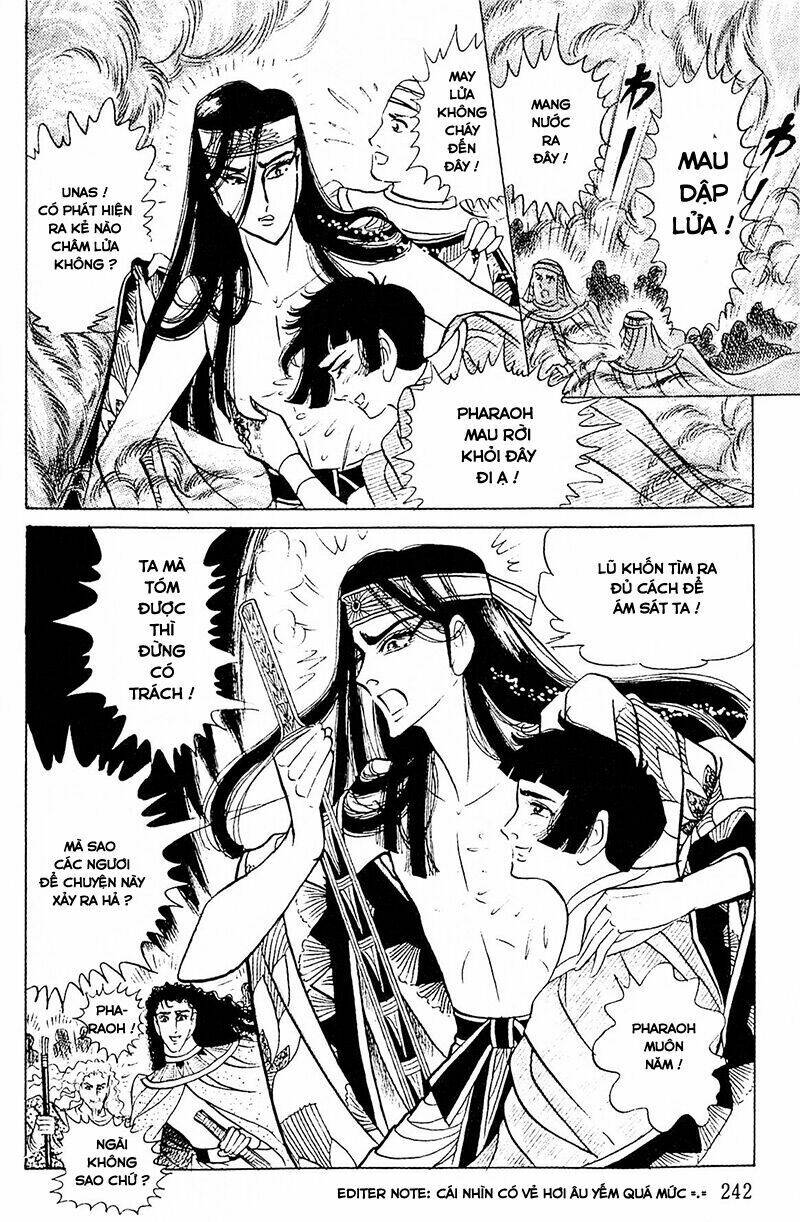 MAY
LỬA
KHÔNG
CHÁY
ĐẾN
ĐÂY !
MANG
NƯỚC
RA
ĐÂY !
MAU
DẬP
LỬA !
UNAS !
CÓ PHÁT HIỆN
RA KẺ NÀO
CHÂM LỬA
KHÔNG ?
PHARAOH
MAU RỜI
KHỎI ĐÂY
ĐI Ạ !
TA MÀ
TÓM
ĐƯỢC
THÌ
ĐỪNG
CÓ
TRÁCH !
LŨ KHỐN TÌM RA
ĐỦ CÁCH ĐỂ
ÁM SÁT TA !
MÀ SAO
CÁC NGƯƠI
ĐỂ CHUYỆN NÀY
XẢY RA HẢ ?
PHA-
RAOH !
NGÀI
KHÔNG
SAO CHỨ ?
PHARAOH
MUÔN
NĂM !
EDITER NOTE: CÁI NHÌN CÓ VẺ HƠI ÂU YẾM QUÁ MỨC =.= 242